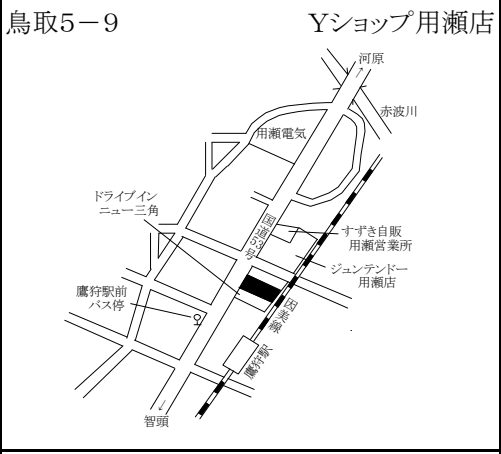 鳥取5－9
Yショップ用瀬店
河原
赤波川
用瀬電気
ドライブイン
ニュー三角
国道53号
すずき自販
用瀬営業所
ジュンテンドー
用瀬店
鷹狩駅前
バス停
因美線
鷹狩駅
智頭